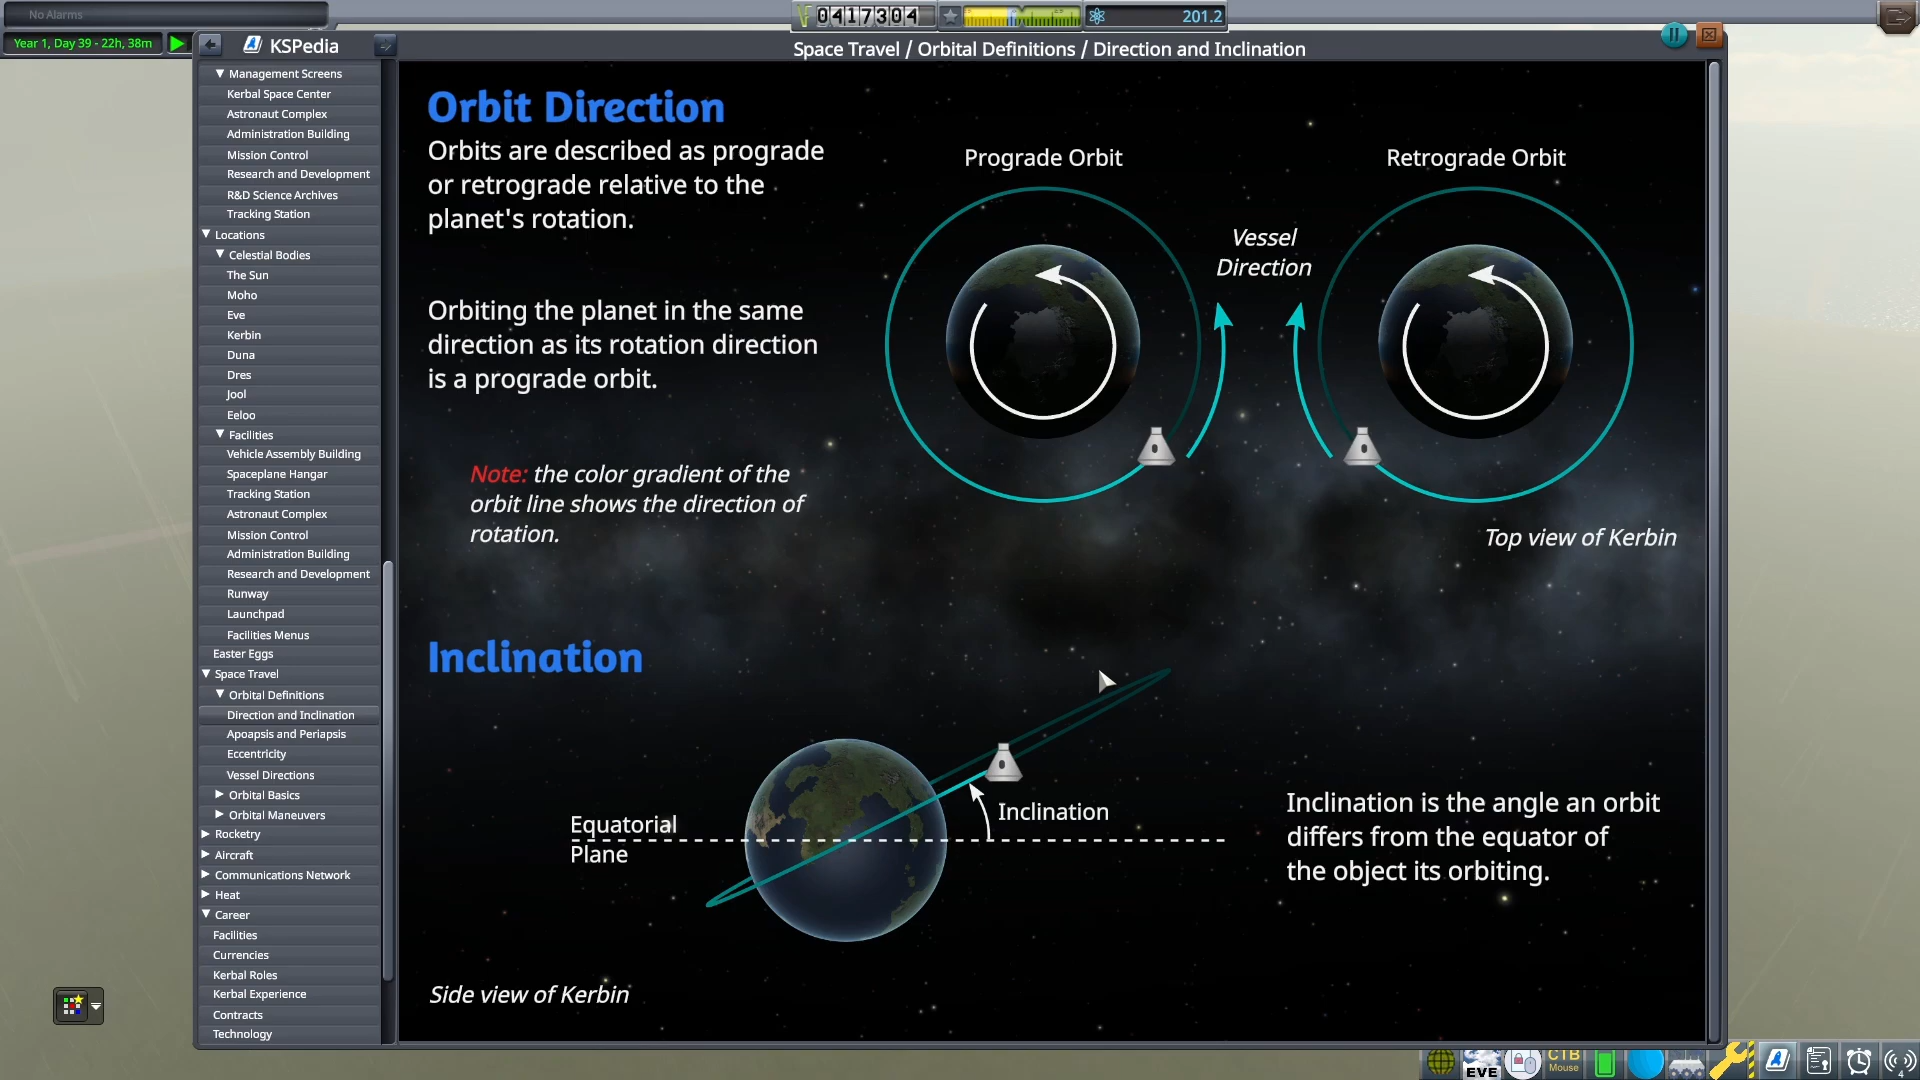 No Alarms
0417304
201.2
Year 1, Day 39 - 22h, 38m
KSPedia
Space Travel / Orbital Definitions / Direction and Inclination
Management Screens
Kerbal Space Center
Astronaut Complex
Administration Building
Mission Control
Research and Development
R&D Science Archives
Tracking Station
Locations
Celestial Bodies
The Sun
Moho
Eve
Kerbin
Duna
Dres
Jool
Eeloo
Facilities
Vehicle Assembly Building
Spaceplane Hangar
Tracking Station
Astronaut Complex
Mission Control
Administration Building
Research and Development
Runway
Launchpad
Facilities Menus
Easter Eggs
Space Travel
Orbital Definitions
Direction and Inclination
Apoapsis and Periapsis
Eccentricity
Vessel Directions
Orbital Basics
Orbital Maneuvers
Rocketry
Aircraft
Communications Network
Heat
Career
Facilities
Currencies
Kerbal Roles
Kerbal Experience
Contracts
Technology
Orbit Direction
Orbits are described as prograde
or retrograde relative to the
planet's rotation.
Orbiting the planet in the same
direction as its rotation direction
is a prograde orbit.
Note: the color gradient of the
orbit line shows the direction of
rotation.
Prograde Orbit
Retrograde Orbit
Vessel
Direction
Top view of Kerbin
Inclination
Equatorial
Plane
Inclination
Inclination is the angle an orbit
differs from the equator of
the object its orbiting.
Side view of Kerbin
EVE
CTB
Mouse
4